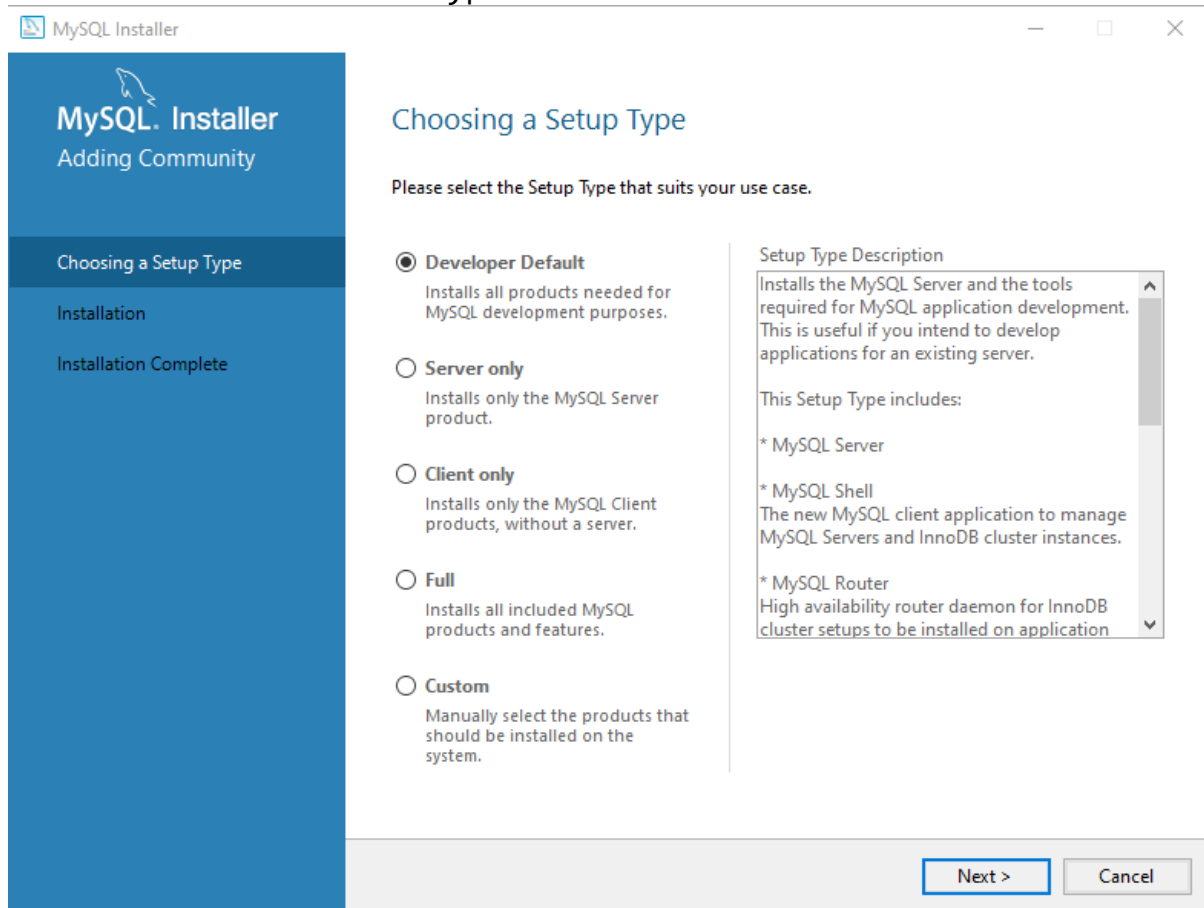 MySQL Installer
MySQL. Installer
Adding Community
Choosing a Setup Type
Installation
Installation Complete
Choosing a Setup Type
Please select the Setup Type that suits your use case.
Developer Default
Installs all products needed for
MySQL development purposes.
Server only
Installs only the MySQL Server
product.
Client only
Installs only the MySQL Client
products, without a server.
Full
Installs all included MySQL
products and features.
Custom
Manually select the products that
should be installed on the
system.
Setup Type Description
Installs the MySQL Server and the tools
required for MySQL application development.
This is useful if you intend to develop
applications for an existing server.
This Setup Type includes:
* MySQL Server
* MySQL Shell
The new MySQL client application to manage
MySQL Servers and InnoDB cluster instances.
* MySQL Router
High availability router daemon for InnoDB
cluster setups to be installed on application
Next >
Cancel